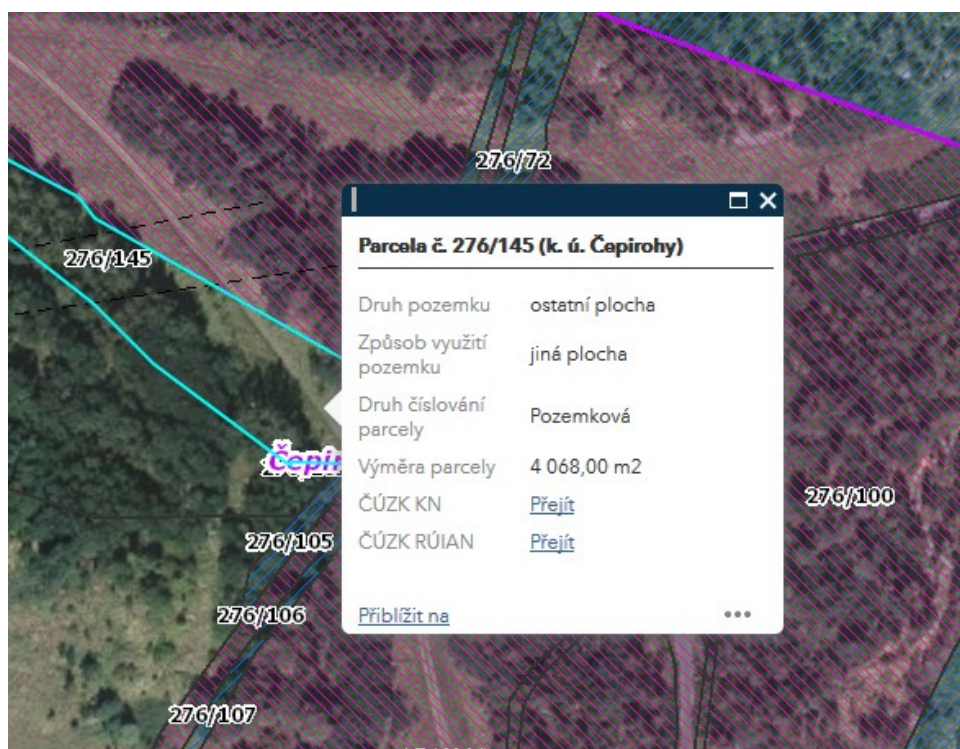 276/72
Parcela č. 276/145 (k. ú. Čepirohy)
276/145
Druh pozemku ostatní plocha
Způsob využití
pozemku
jiná plocha
Druh číslování
parcely
Pozemková
Čepir
Výměra parcely 4 068,00 m2
276/100
ČÚZK KN Přejít
276/105
ČÚZK RÚIAN Přejít
276/106
Přiblížit na
276/107